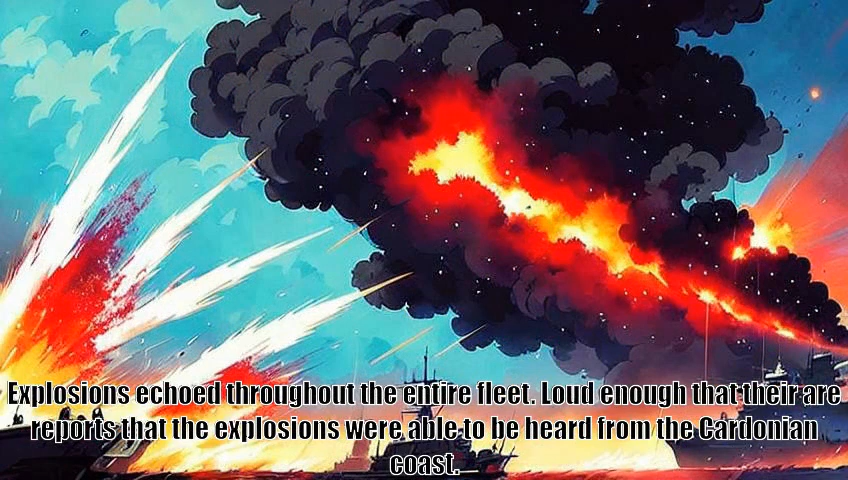 Explosions echoed throughout the entire fleet. Loud enough that their are
reports that the explosions were able to be heard from the Cardonian
coast.